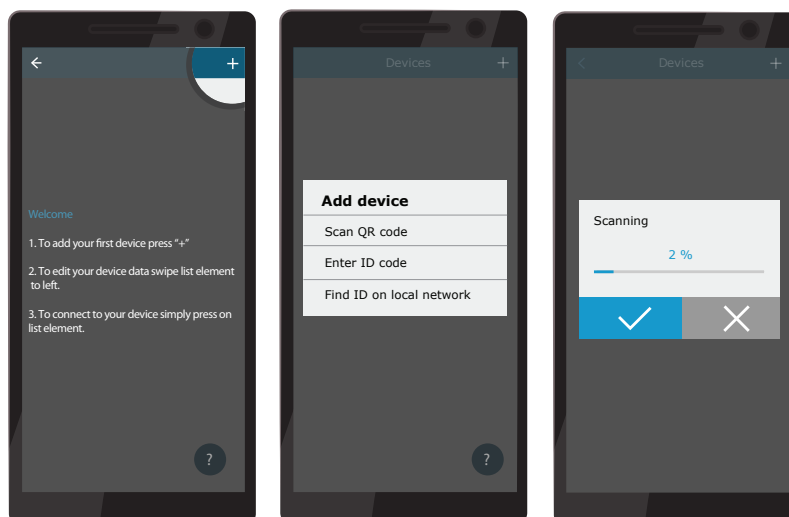 ←
+
Welcome
1. To add your first device press "+"
2. To edit your device data swipe list element
to left.
3. To connect to your device simply press on
list element.
?
Devices +
Add device
Scan QR code
Enter ID code
Find ID on local network
?
Devices +
Scanning
2 %